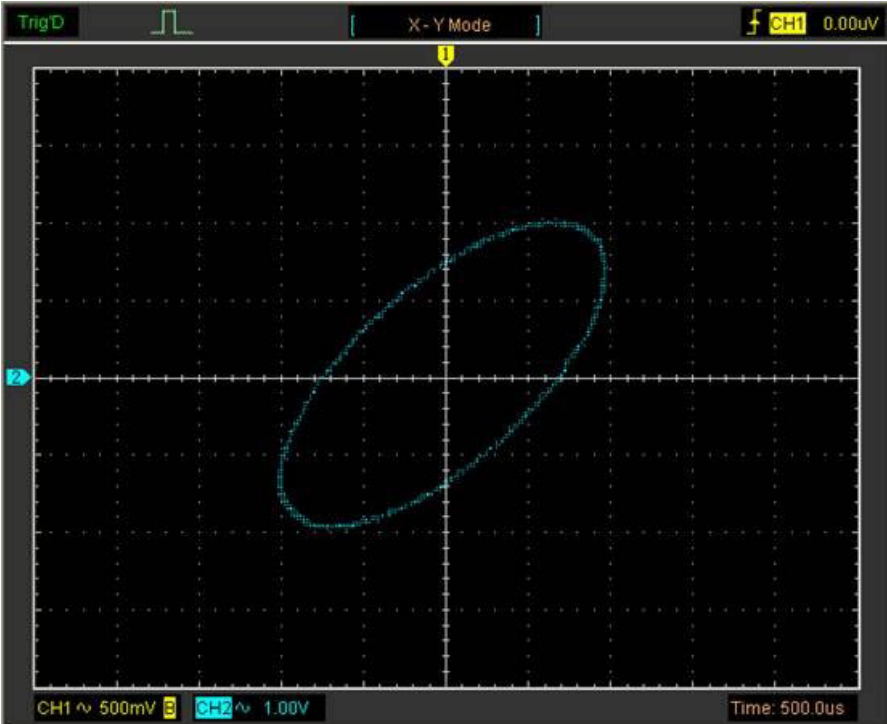 Trig'D [ X - Y Mode ] CH1 0.00uV
1
2
CH1 ∿ 500mV B CH2 ∿ 1.00V Time: 500.0us